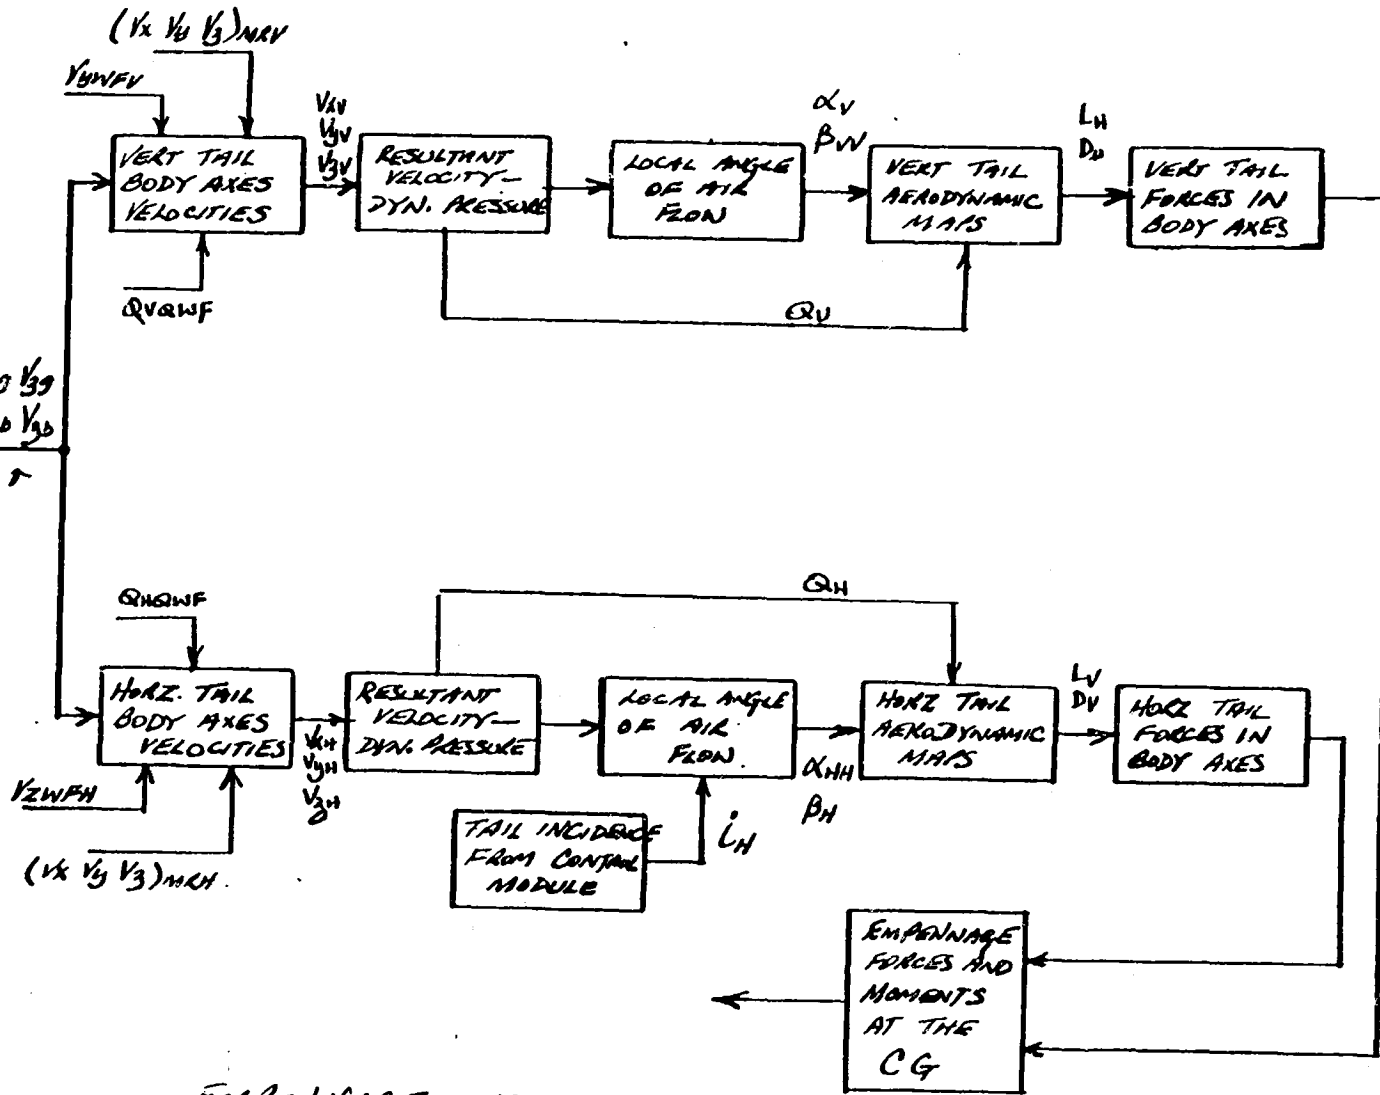 (Vx Vy Vz)MRV
VYWFV
VERT TAIL
BODY AXES
VELOCITIES
QVQWF
VxV
VyV
VzV
RESULTANT
VELOCITY-
DYN. PRESSURE
LOCAL ANGLE
OF AIR
FLOW
αV
βVV
VERT TAIL
AERODYNAMIC
MAPS
QV
LH
DH
VERT TAIL
FORCES IN
BODY AXES
QHQWF
HORZ. TAIL
BODY AXES
VELOCITIES
VZWFH
(Vx Vy Vz)MRH
VxH
VyH
VzH
RESULTANT
VELOCITY-
DYN. PRESSURE
QH
LOCAL ANGLE
OF AIR
FLOW
TAIL INCIDENCE
FROM CONTROL
MODULE
iH
αHH
βH
HORZ TAIL
AERODYNAMIC
MAPS
LV
DV
HORZ TAIL
FORCES IN
BODY AXES
EMPENNAGE
FORCES AND
MOMENTS
AT THE
CG